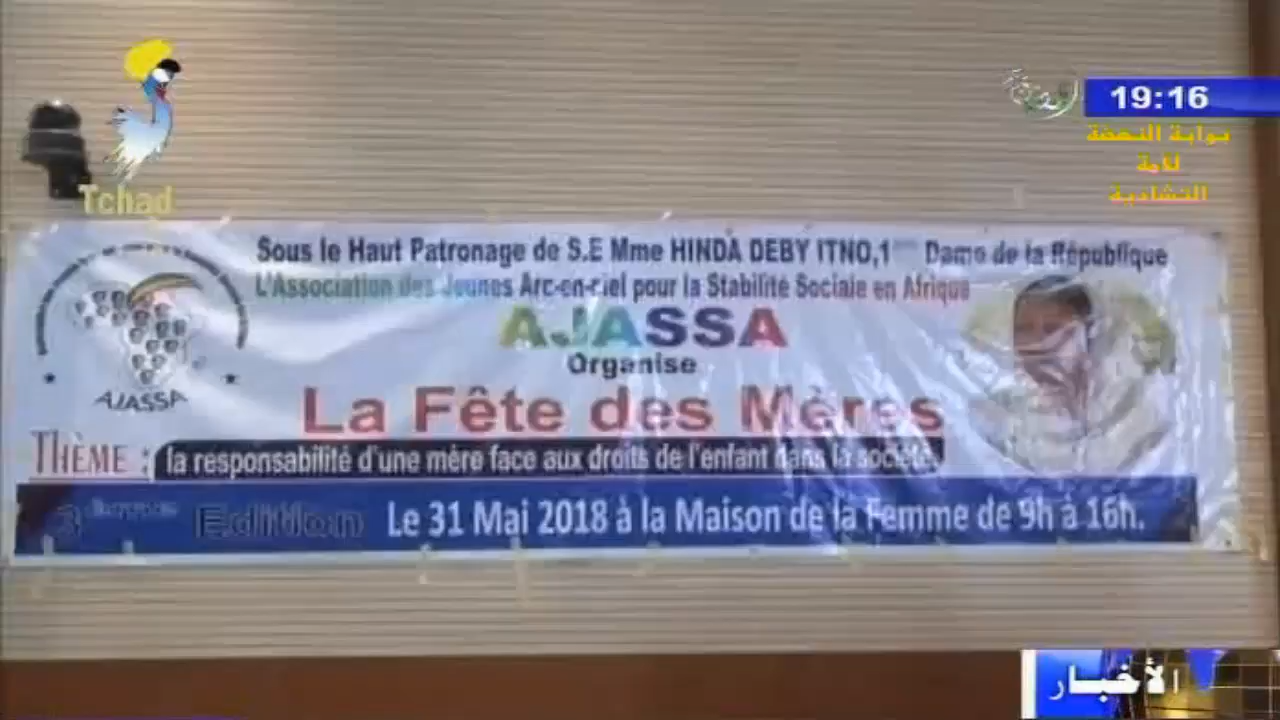 19:16
بوابة النهضة
للأمة
التشادية
Tchad
Sous le Haut Patronage de S.E Mme HINDA DEBY ITNO,1ère Dame de la République
L'Association des Jeunes Arc-en-ciel pour la Stabilité Sociale en Afrique
AJASSA
Organise
La Fête des Mères
AJASSA
THÈME : la responsabilité d'une mère face aux droits de l'enfant dans la société
3ème Edition Le 31 Mai 2018 à la Maison de la Femme de 9h à 16h.
الأخبار